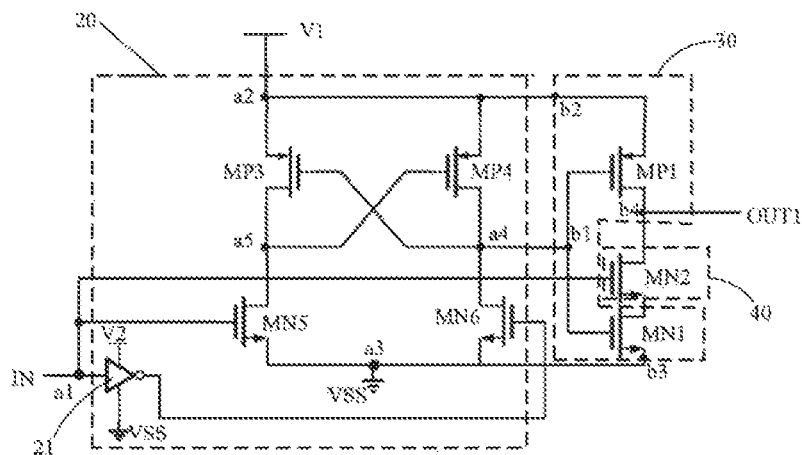 20
V1
30
a2
b2
MP3
MP4
MP1
b4
OUT1
a5
a4
b1
MN2
MN5
MN6
40
MN1
V2
a3
IN
a1
VSS
b3
21
VSS